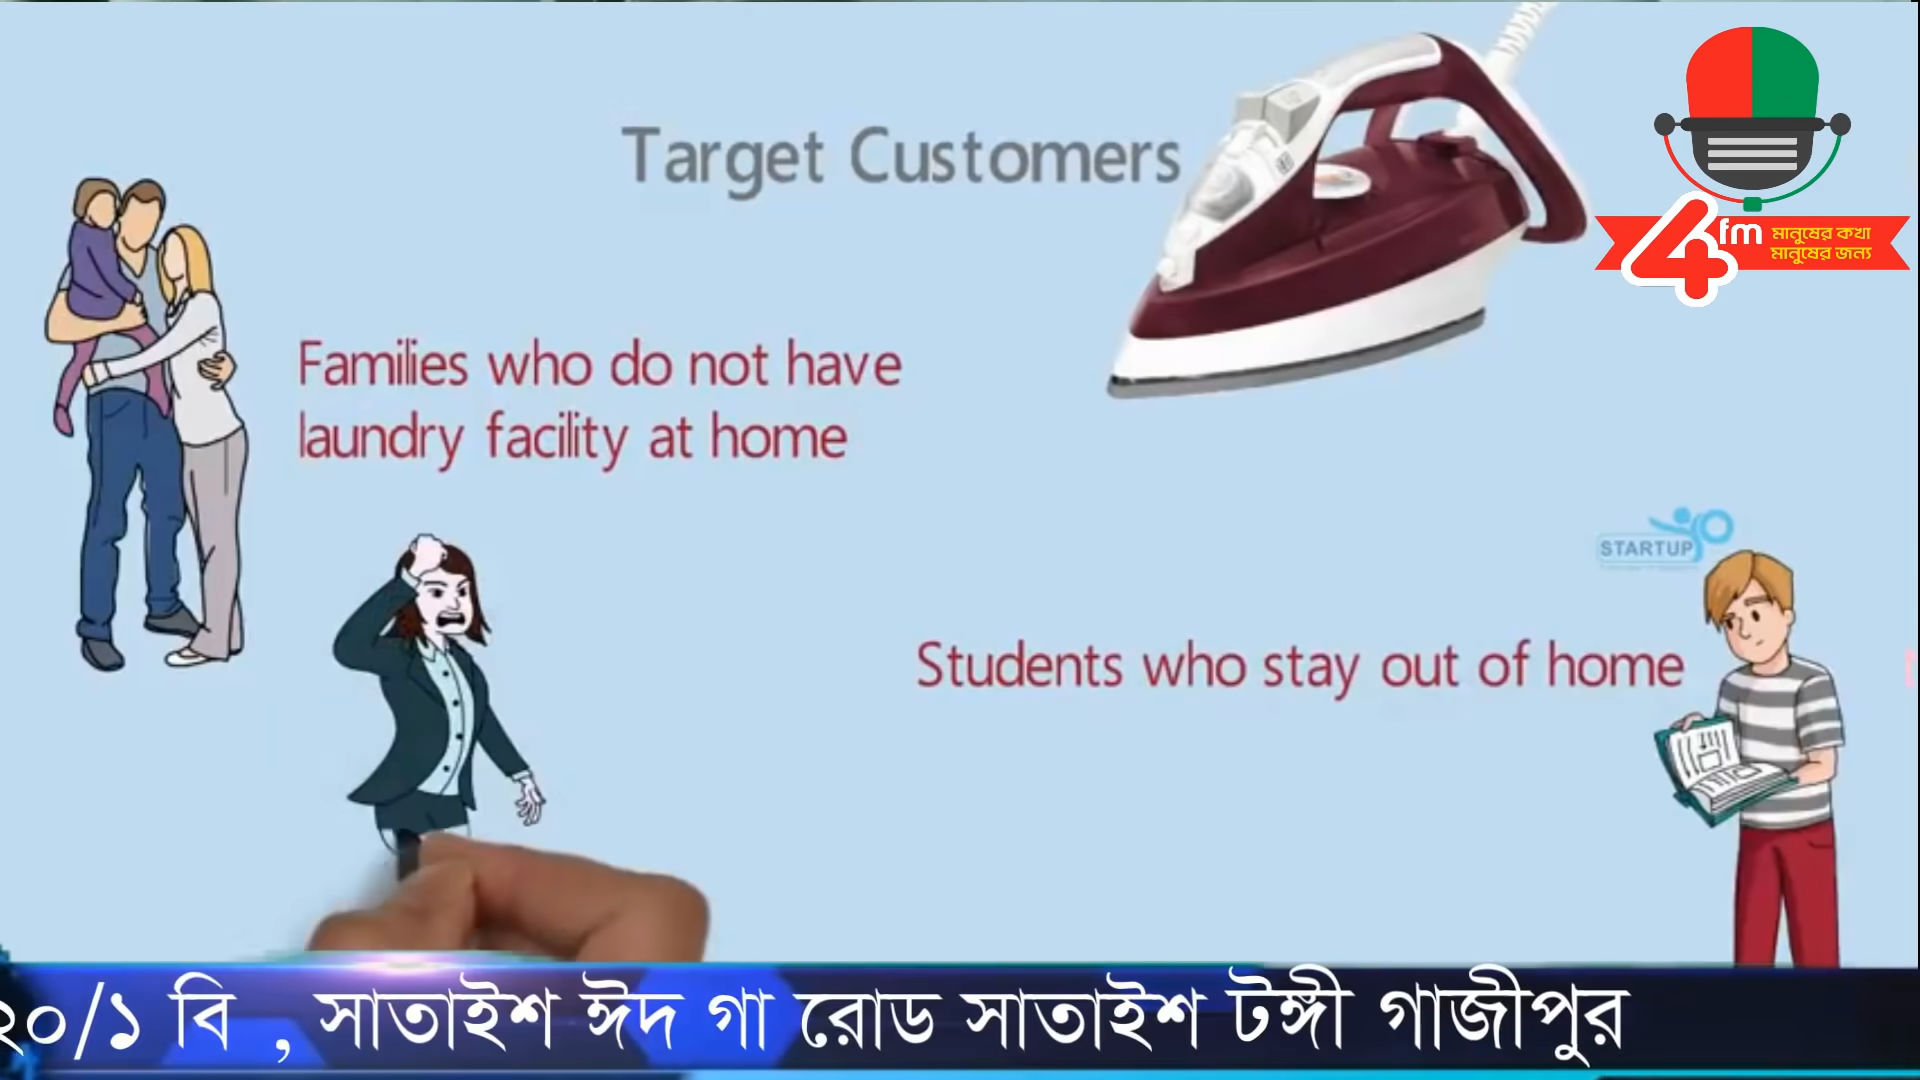 Target Customers
fm
4
মানুষের কথা
মানুষের জন্য
Families who do not have
laundry facility at home
STARTUP
Students who stay out of home
২০/১ বি , সাতাইশ ঈদ গা রোড সাতাইশ টঙ্গী গাজীপুর